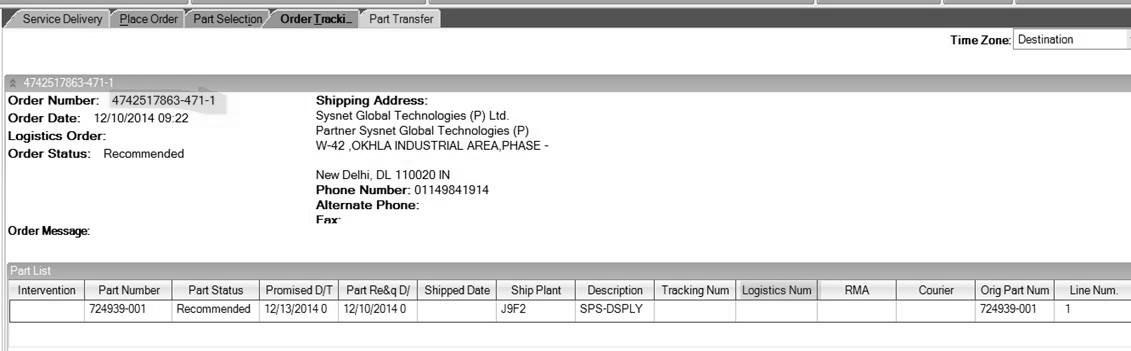 Service Delivery Place Order Part Selection Order Tracki... Part Transfer
Time Zone: Destination
4742517863-471-1
Order Number: 4742517863-471-1
Order Date: 12/10/2014 09:22
Logistics Order:
Order Status: Recommended
Shipping Address:
Sysnet Global Technologies (P) Ltd.
Partner Sysnet Global Technologies (P)
W-42 ,OKHLA INDUSTRIAL AREA,PHASE -
New Delhi, DL 110020 IN
Phone Number: 01149841914
Alternate Phone:
Fax:
Order Message:
Part List
Intervention Part Number Part Status Promised D/T Part Re&q D/ Shipped Date Ship Plant Description Tracking Num Logistics Num RMA Courier Orig Part Num Line Num.
724939-001 Recommended 12/13/2014 0 12/10/2014 0 J9F2 SPS-DSPLY 724939-001 1